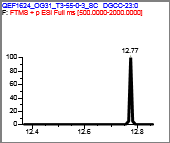 QEF1624_OG31_T3-55-0-3_SC DGCC-23:0
F: FTMS + p ESI Full ms [500.0000-2000.0000]
12.77
100
80
60
40
20
0
12.4 12.6 12.8